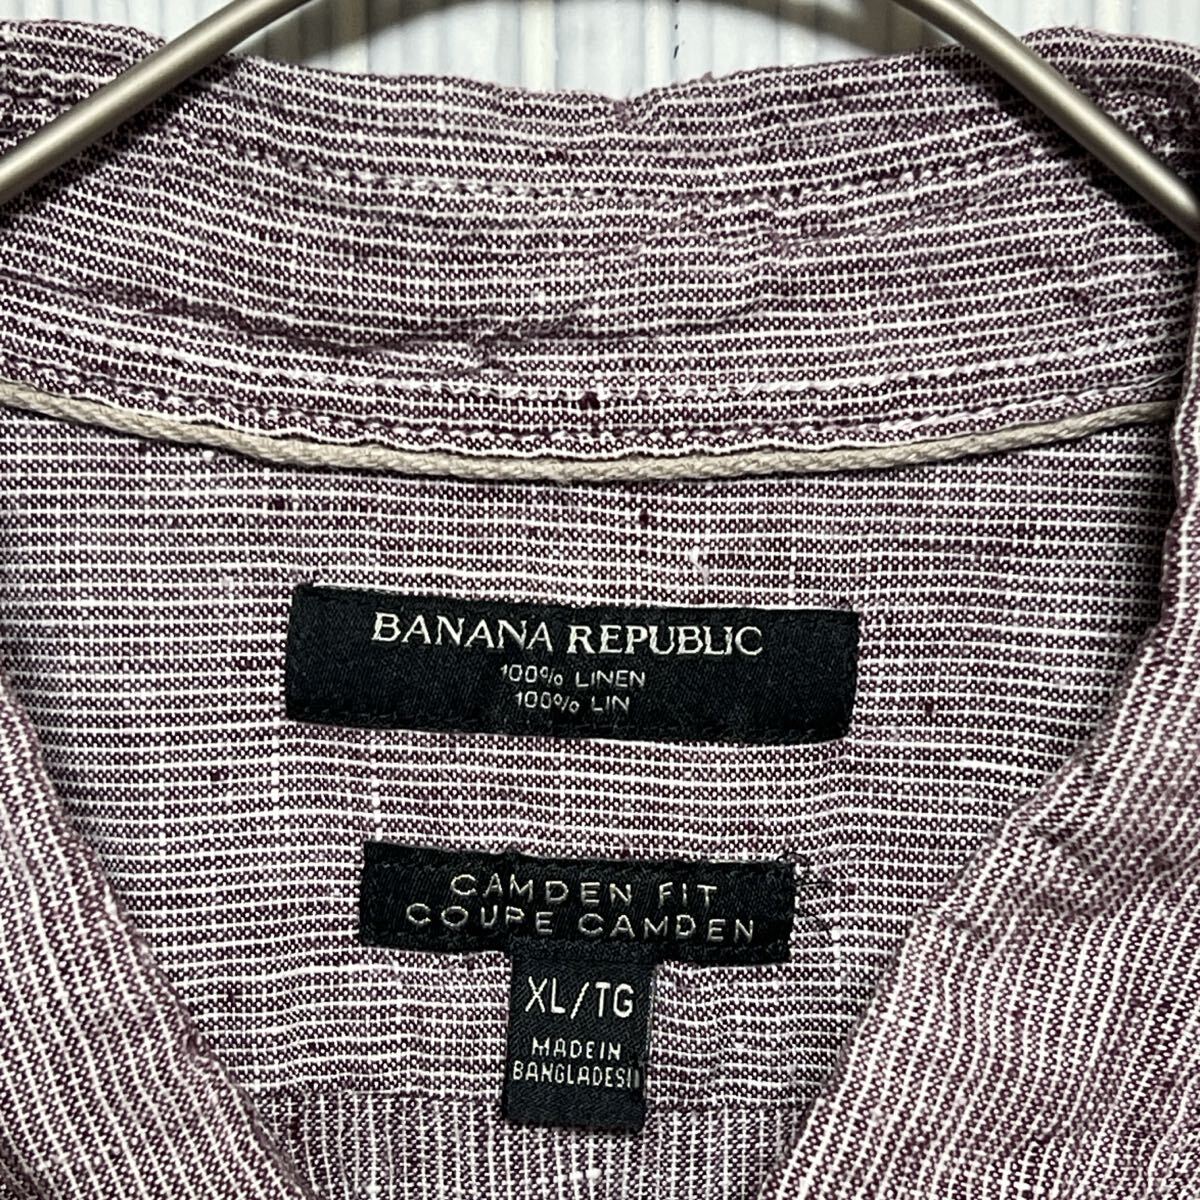 BANANA REPUBLIC
100% LINEN
100% LIN
CAMDEN FIT
COUPE CAMDEN
XL/TG
MADE IN
BANGLADESH